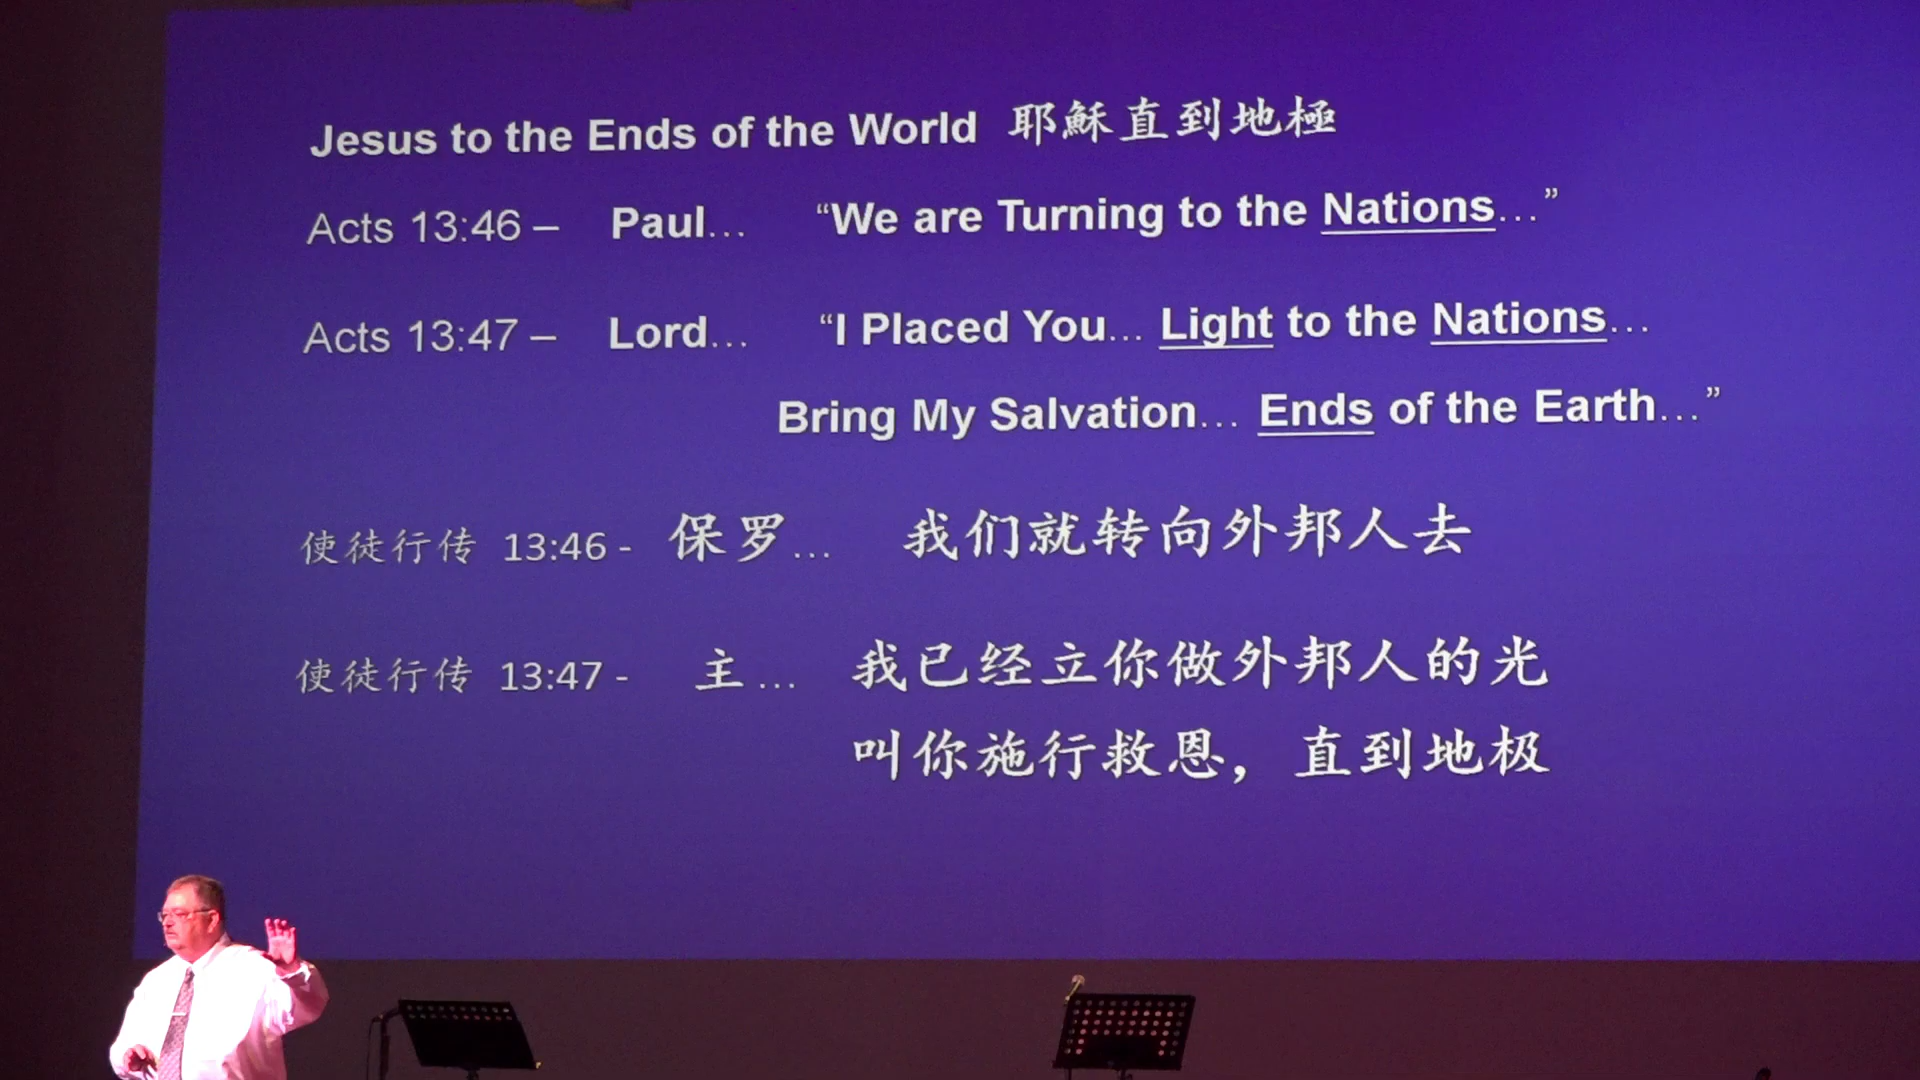 Jesus to the Ends of the World 耶穌直到地極
Acts 13:46 – Paul… “We are Turning to the Nations…”
Acts 13:47 – Lord… “I Placed You… Light to the Nations…
Bring My Salvation… Ends of the Earth…”
使徒行传 13:46 - 保罗… 我们就转向外邦人去
使徒行传 13:47 - 主… 我已经立你做外邦人的光
叫你施行救恩，直到地极